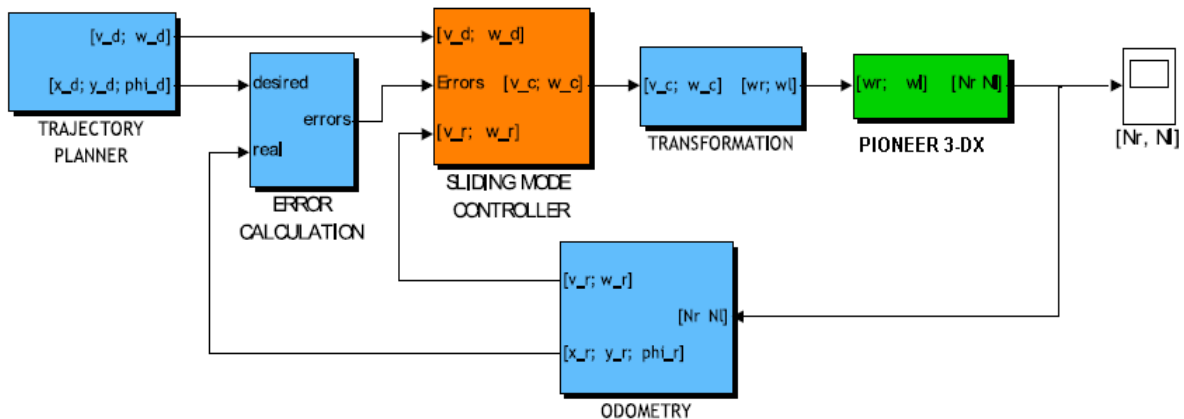 [v_d; w_d]
[x_d; y_d; phi_d]
TRAJECTORY
PLANNER
desired
errors
real
ERROR
CALCULATION
[v_d; w_d]
Errors [v_c; w_c]
[v_r; w_r]
SLIDING MODE
CONTROLLER
[v_c; w_c] [wr; wl]
TRANSFORMATION
[wr; wl] [Nr Nl]
PIONEER 3-DX
[Nr, Nl]
[v_r; w_r]
[Nr Nl]
[x_r; y_r; phi_r]
ODOMETRY